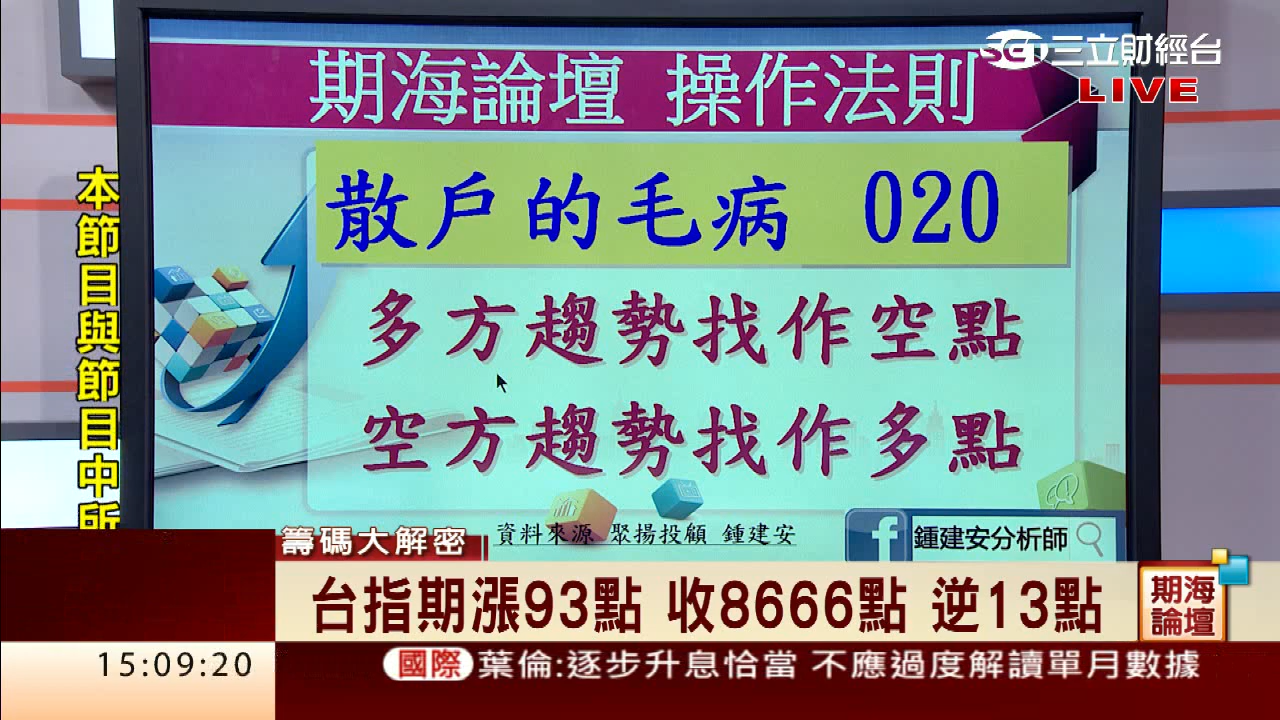 期海論壇 操作法則
三立財經台
LIVE
散戶的毛病 020
多方趨勢找作空點
空方趨勢找作多點
本節目與節目中所
資料來源 聚揚投顧 鍾建安
f 鍾建安分析師
籌碼大解密
台指期漲93點 收8666點 逆13點
期海論壇
15:09:20
國際 葉倫:逐步升息恰當 不應過度解讀單月數據